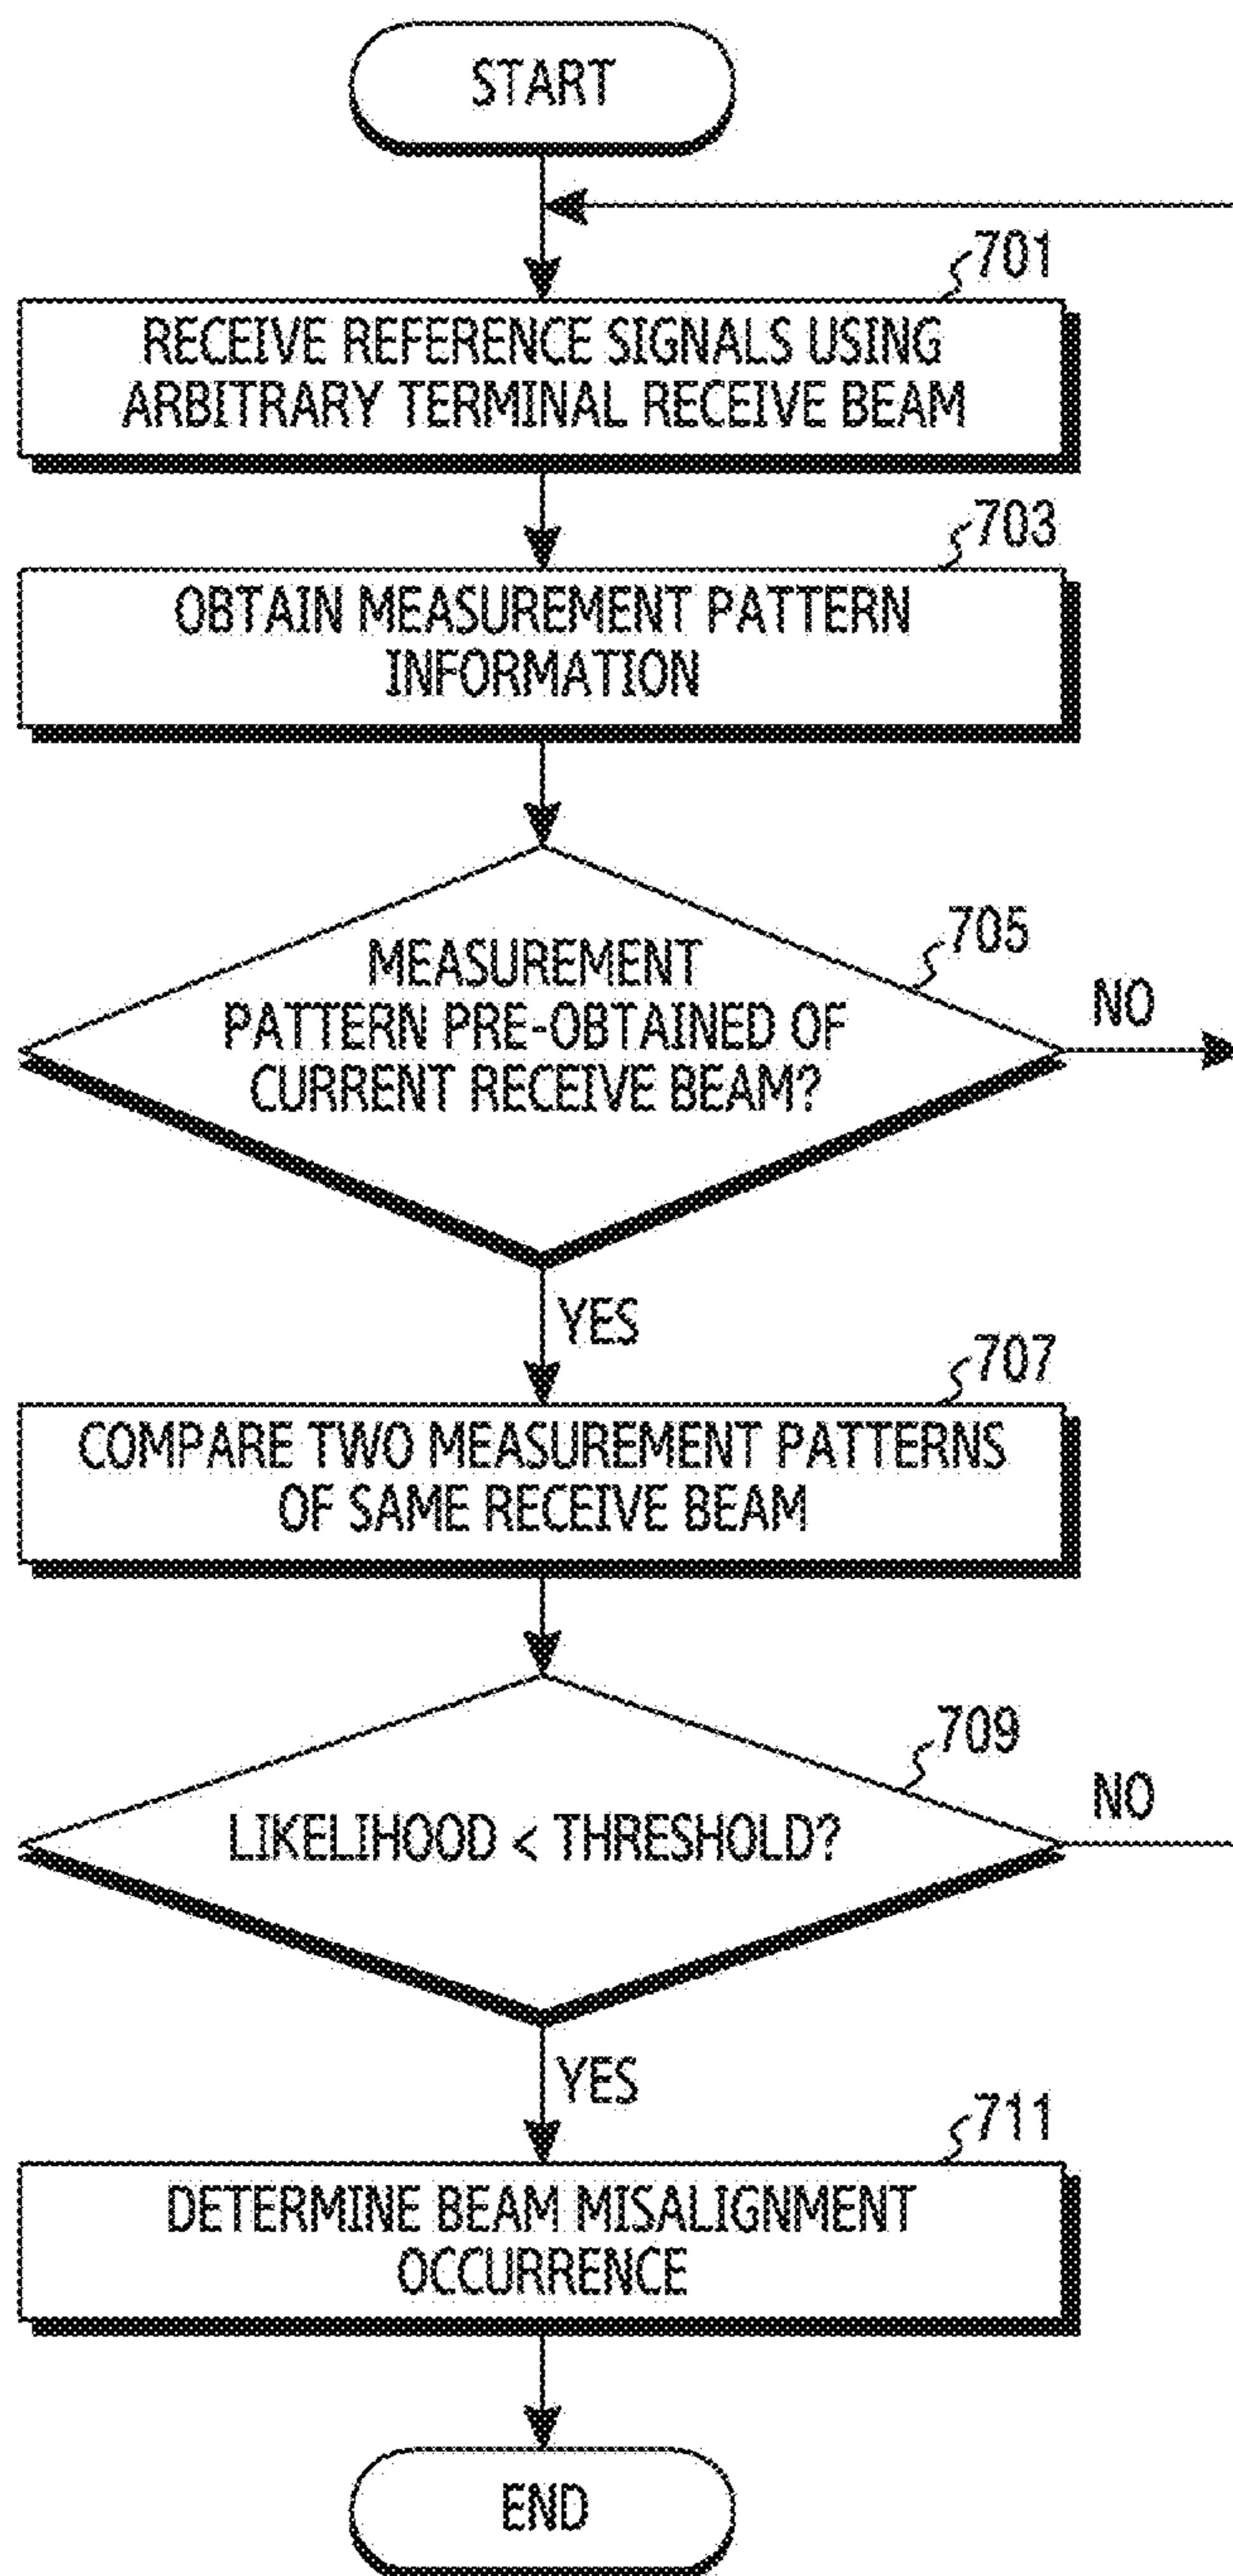 START
701
RECEIVE REFERENCE SIGNALS USING
ARBITRARY TERMINAL RECEIVE BEAM
703
OBTAIN MEASUREMENT PATTERN
INFORMATION
705
MEASUREMENT
PATTERN PRE-OBTAINED OF
CURRENT RECEIVE BEAM?
NO
YES
707
COMPARE TWO MEASUREMENT PATTERNS
OF SAME RECEIVE BEAM
709
LIKELIHOOD < THRESHOLD?
NO
YES
711
DETERMINE BEAM MISALIGNMENT
OCCURRENCE
END